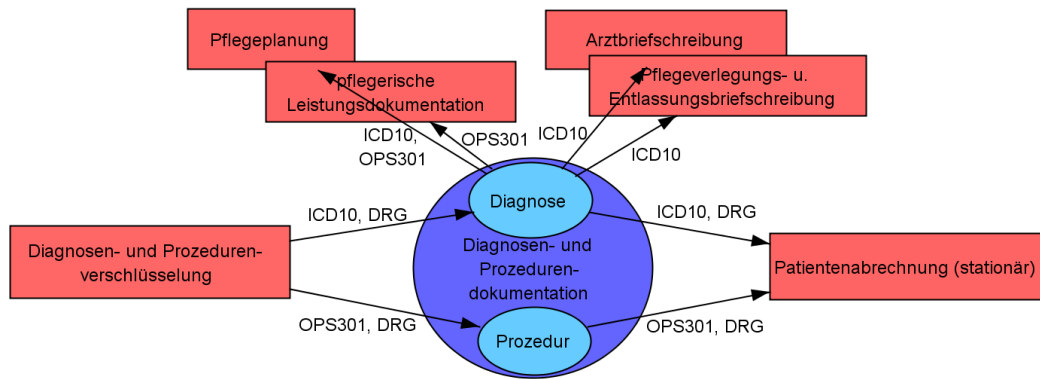 Pflegeplanung
Arztbriefschreibung
pflegerische
Leistungsdokumentation
Pflegeverlegungs- u.
Entlassungsbriefschreibung
ICD10,
OPS301
OPS301
ICD10
ICD10
Diagnose
ICD10, DRG
ICD10, DRG
Diagnosen- und Prozeduren-
verschlüsselung
Diagnosen- und
Prozeduren-
dokumentation
Patientenabrechnung (stationär)
OPS301, DRG
OPS301, DRG
Prozedur